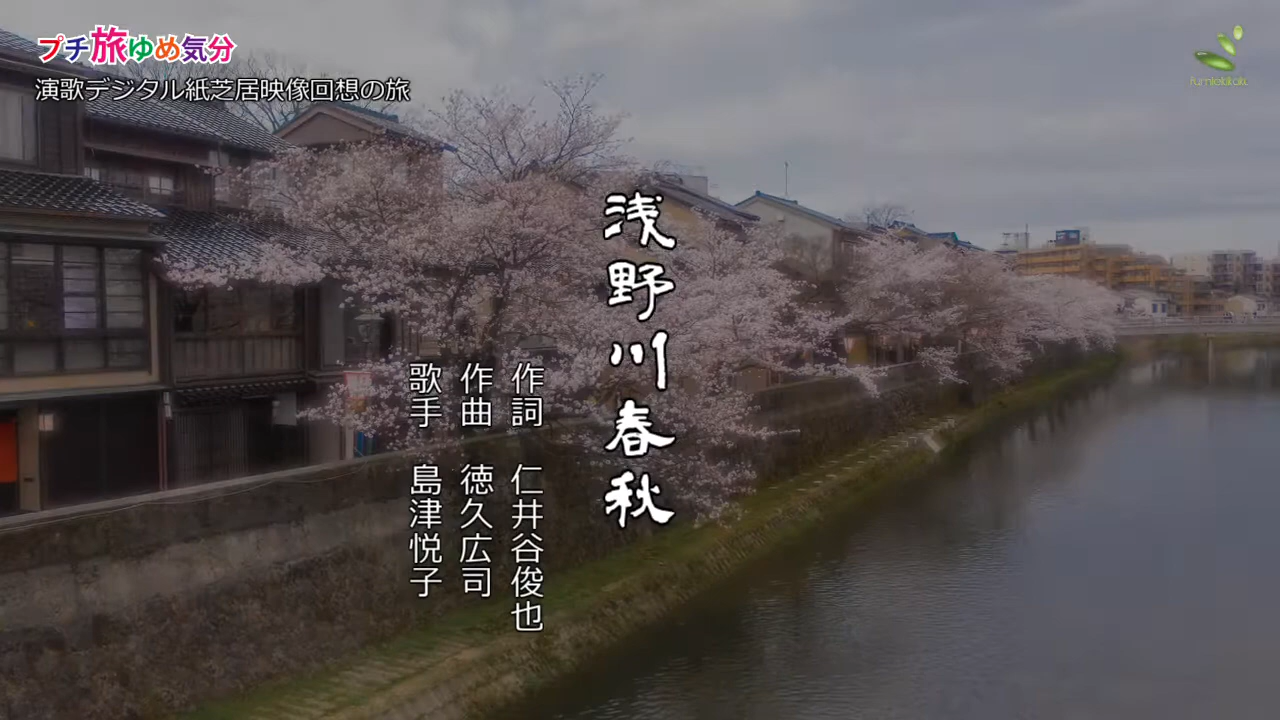 プチ旅ゆめ気分
演歌デジタル紙芝居映像回想の旅
浅野川春秋
作詞 仁井谷俊也
作曲 徳久広司
歌手 島津悦子